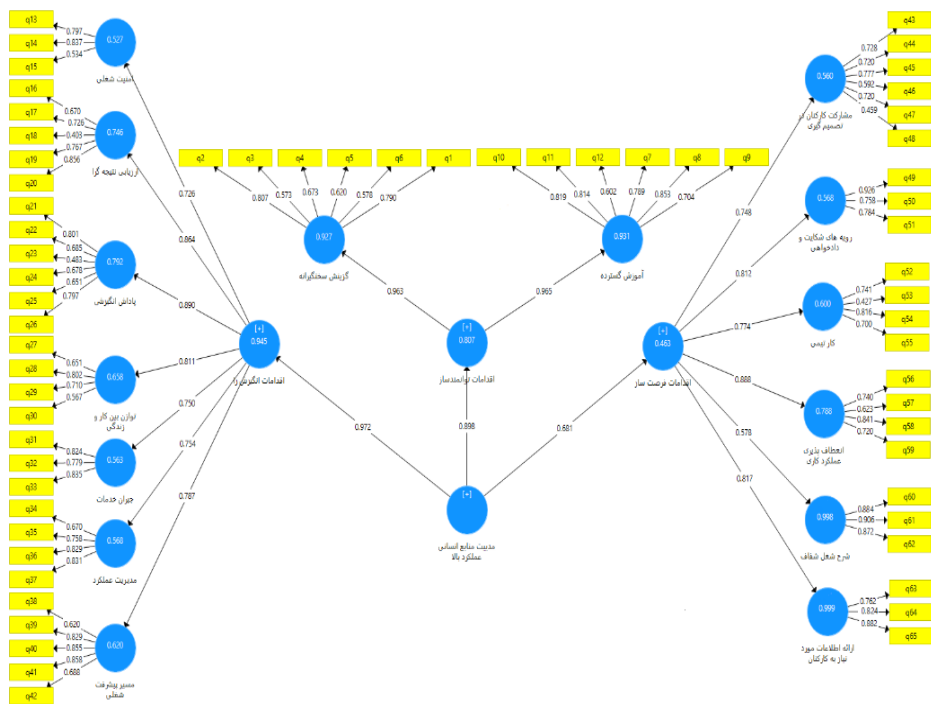 q13
q14
q15
0.797
0.837
0.534
0.527
امنیت شغلی
q16
q17
q18
q19
q20
0.670
0.726
0.403
0.767
0.856
0.746
ارزیابی نتیجه گرا
q21
q22
q23
q24
q25
q26
0.801
0.685
0.483
0.678
0.651
0.797
0.792
پاداش انگیزشی
q27
q28
q29
q30
0.651
0.802
0.710
0.567
0.658
توازن بین کار و
زندگی
q31
q32
q33
0.824
0.779
0.835
0.563
جبران خدمات
q34
q35
q36
q37
0.670
0.758
0.829
0.831
0.568
مدیریت عملکرد
q38
q39
q40
q41
q42
0.620
0.829
0.855
0.858
0.688
0.620
مسیر پیشرفت
شغلی
0.726
0.864
0.890
0.811
0.750
0.754
0.787
[+]
0.945
اقدامات انگیزش زا
q2
q3
q4
q5
q6
q1
0.807
0.573
0.673
0.620
0.578
0.790
0.927
گزینش سختگیرانه
q10
q11
q12
q7
q8
q9
0.819
0.814
0.602
0.789
0.853
0.704
0.931
آموزش گسترده
0.963
0.965
[+]
0.807
اقدامات توانمندساز
0.972
0.898
0.681
[+]
مدیریت منابع انسانی
عملکرد بالا
[+]
0.463
اقدامات فرصت ساز
0.748
0.812
0.774
0.888
0.578
0.817
q43
q44
q45
q46
q47
q48
0.728
0.720
0.777
0.592
0.720
0.459
0.560
مشارکت کارکنان در
تصمیم گیری
q49
q50
q51
0.926
0.758
0.784
0.568
رویه های شکایت و
دادخواهی
q52
q53
q54
q55
0.741
0.427
0.816
0.700
0.600
کار تیمی
q56
q57
q58
q59
0.740
0.623
0.841
0.720
0.788
انعطاف پذیری
عملکرد کاری
q60
q61
q62
0.884
0.906
0.872
0.998
شرح شغل شفاف
q63
q64
q65
0.762
0.824
0.882
0.999
ارائه اطلاعات مورد
نیاز به کارکنان